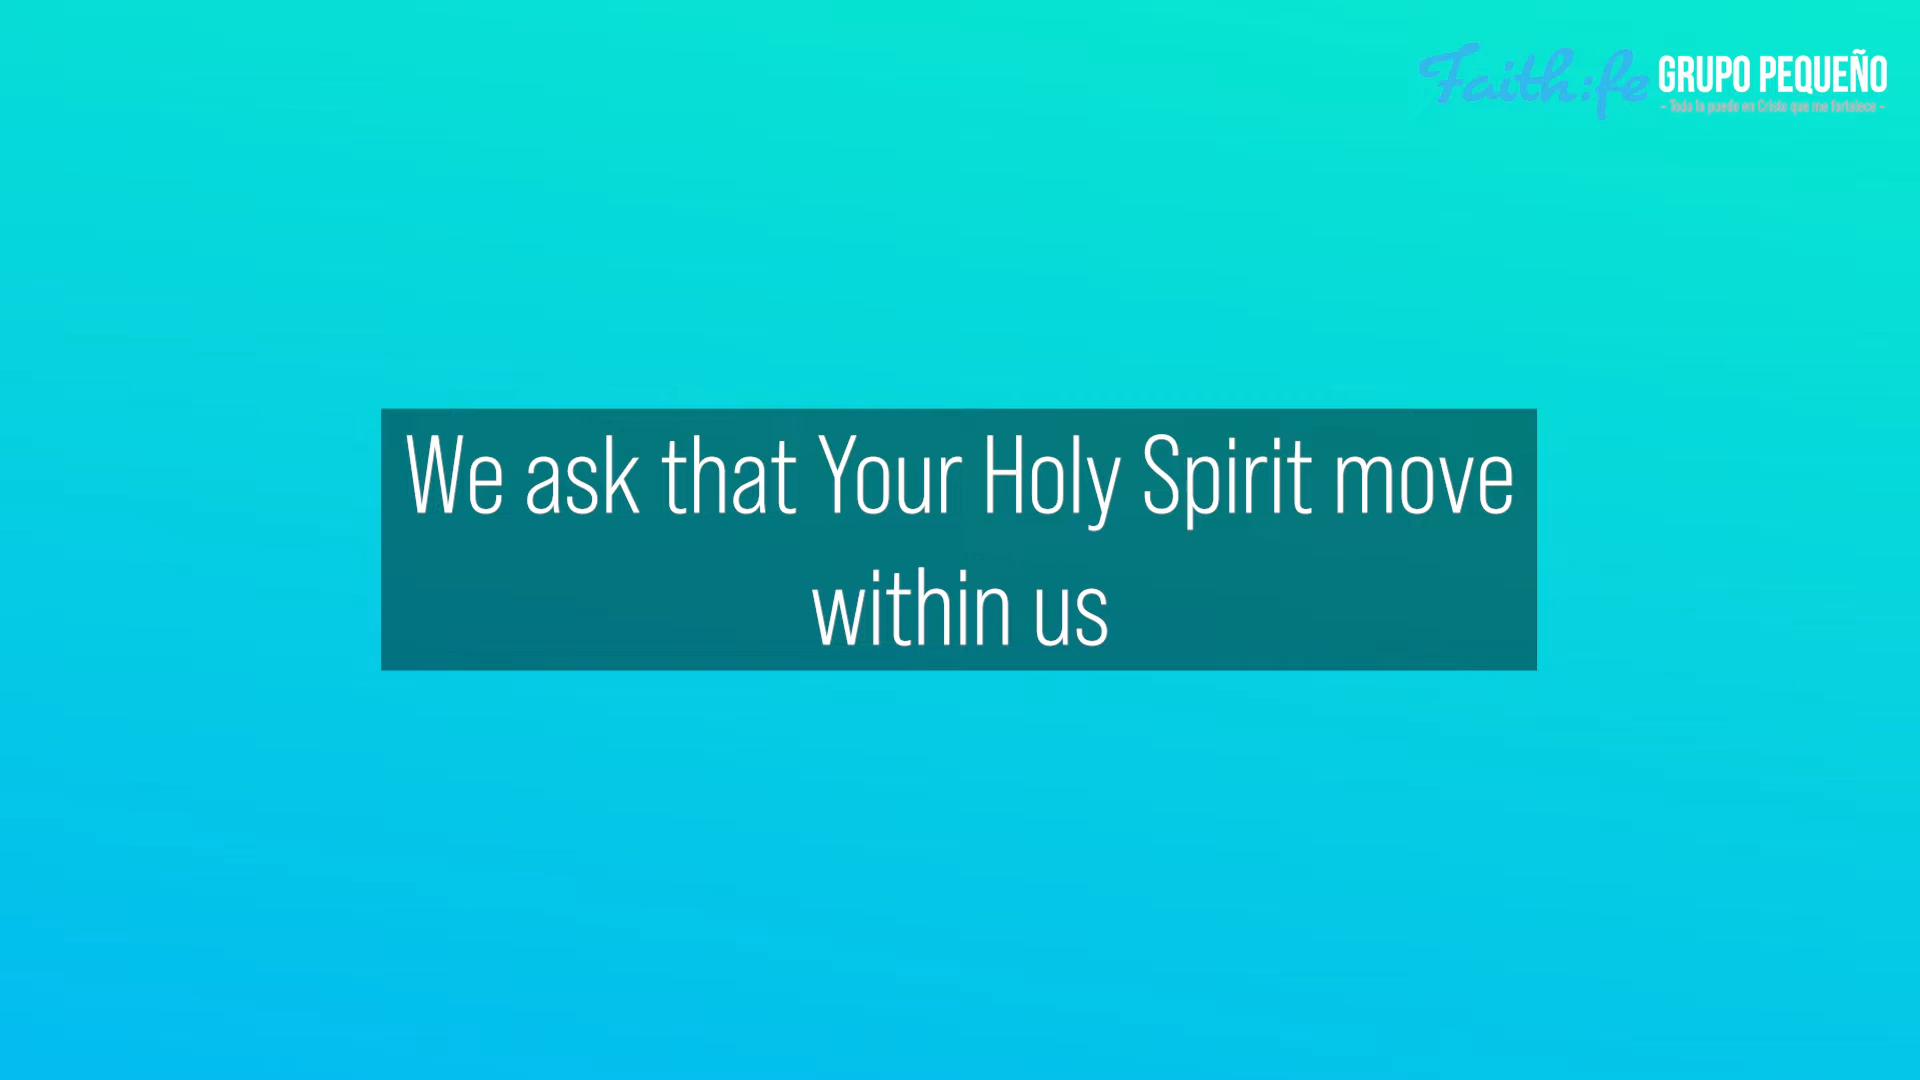 Faith:fe GRUPO PEQUEÑO
- Todo lo puedo en Cristo que me fortalece -
We ask that Your Holy Spirit move
within us